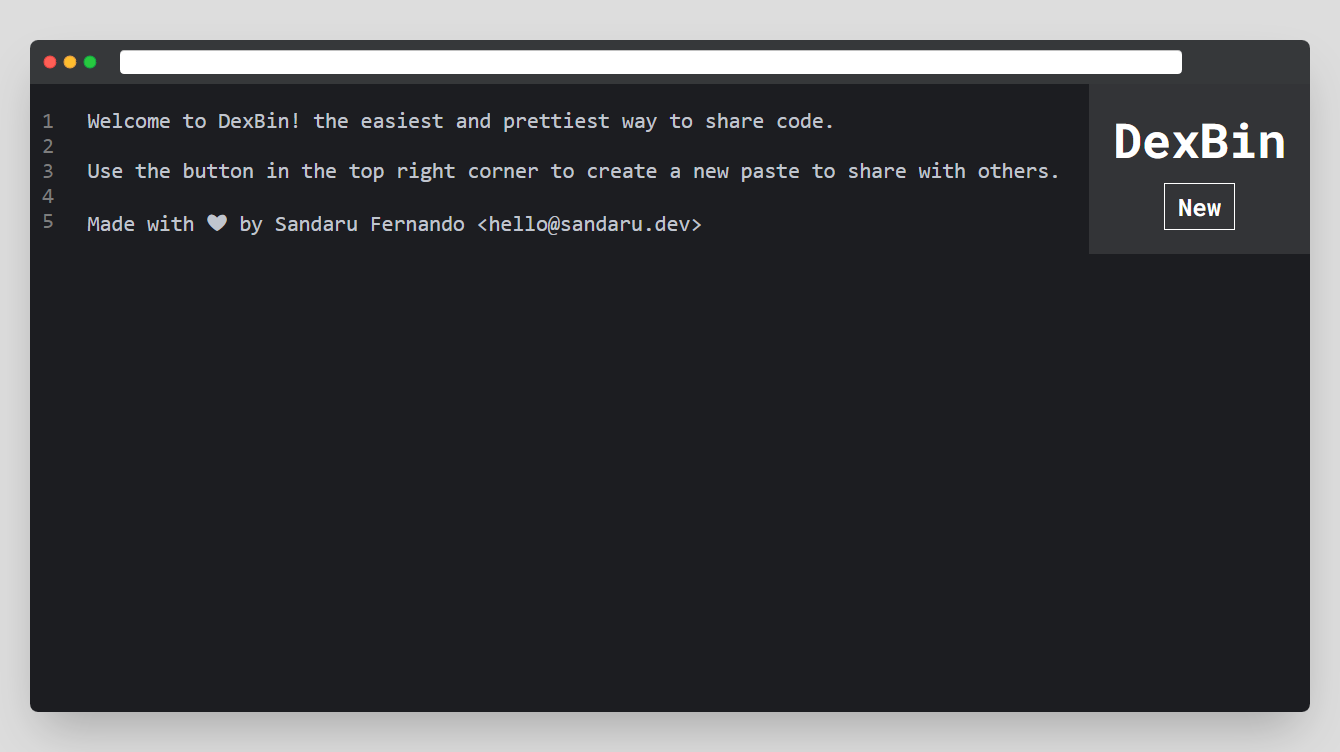 1 Welcome to DexBin! the easiest and prettiest way to share code.
2
3 Use the button in the top right corner to create a new paste to share with others.
4
5 Made with ♥ by Sandaru Fernando <hello@sandaru.dev>
DexBin
New